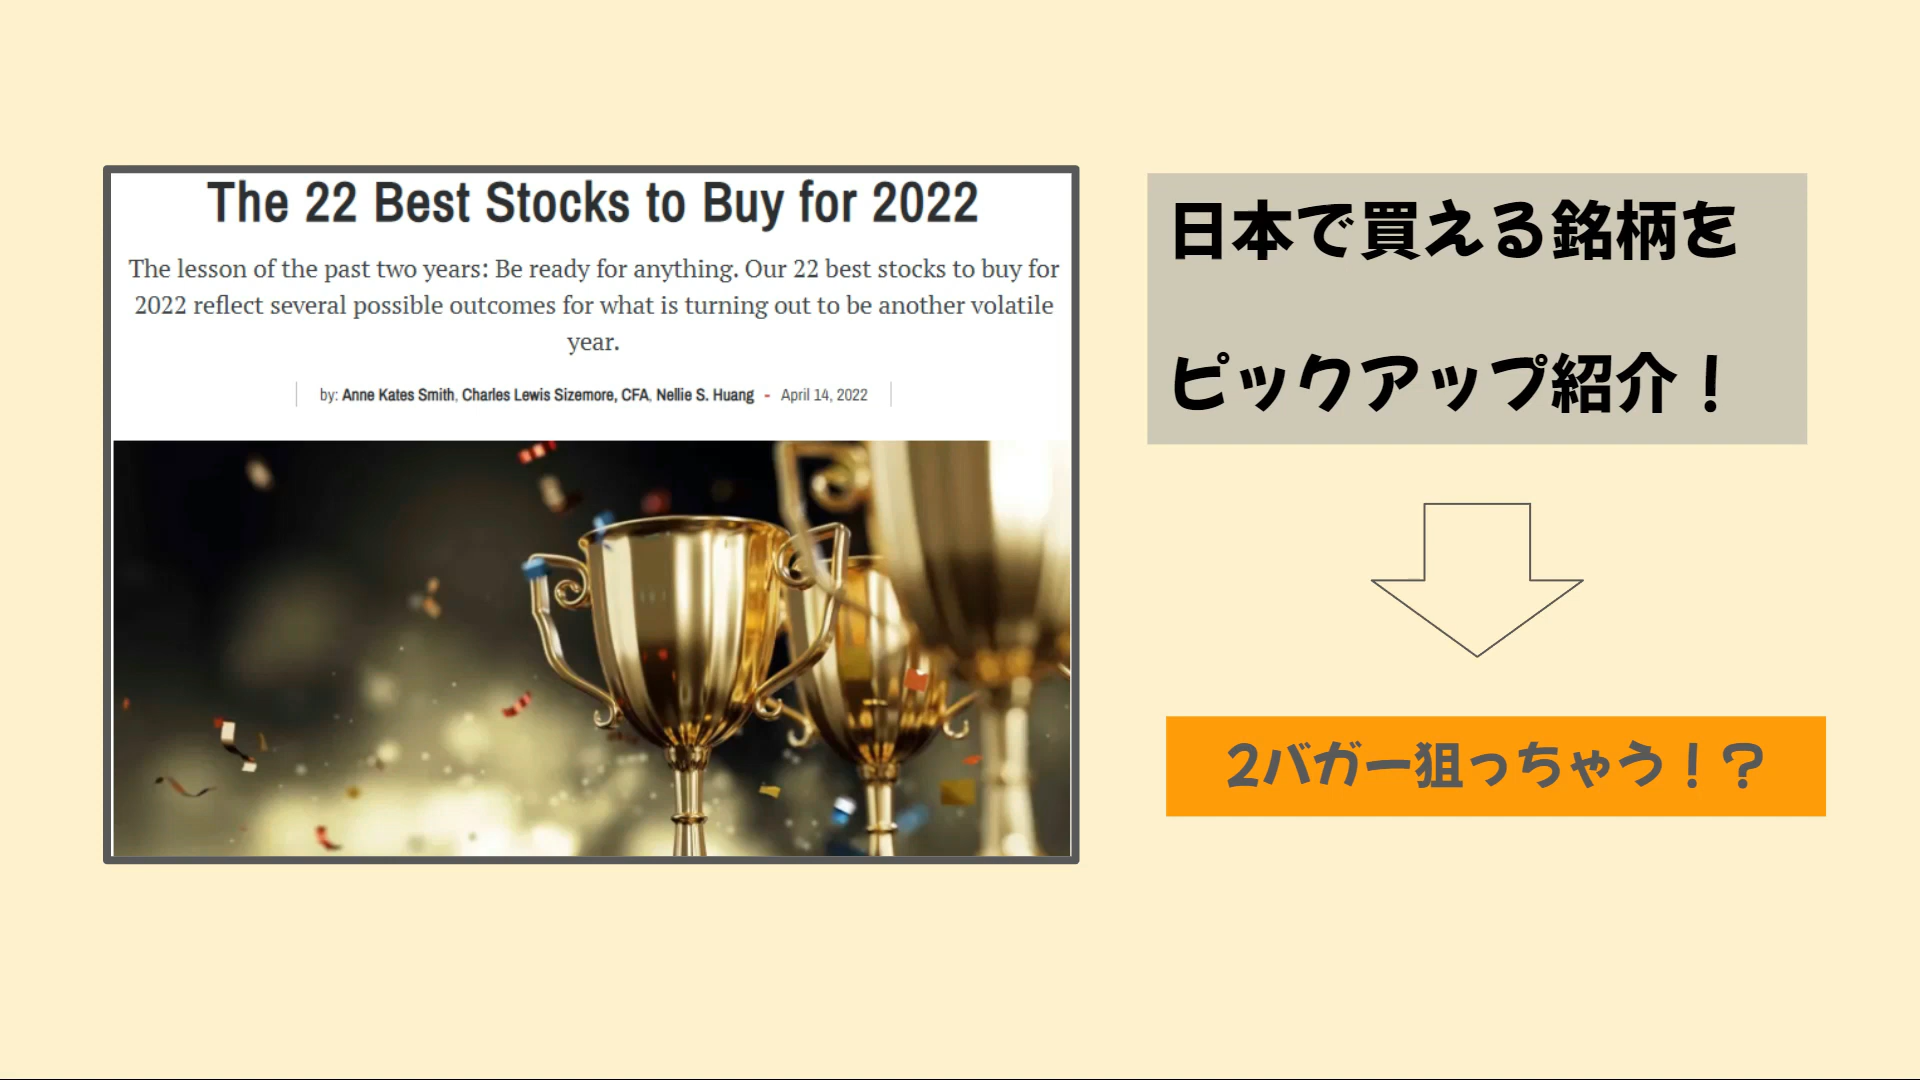 The 22 Best Stocks to Buy for 2022
The lesson of the past two years: Be ready for anything. Our 22 best stocks to buy for
2022 reflect several possible outcomes for what is turning out to be another volatile
year.
by: Anne Kates Smith, Charles Lewis Sizemore, CFA, Nellie S. Huang - April 14, 2022
日本で買える銘柄を
ピックアップ紹介！
2バガー狙っちゃう！？